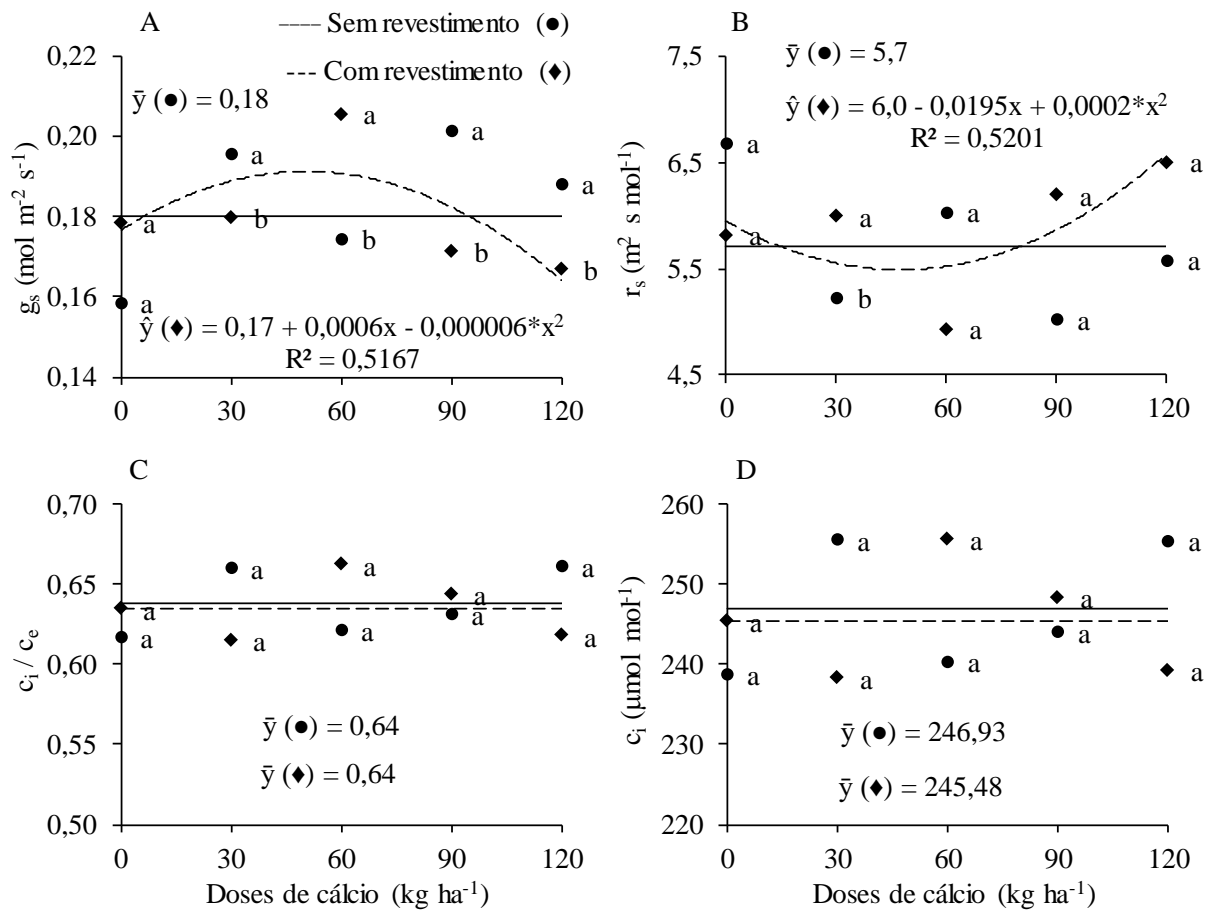 A
Sem revestimento (●)
Com revestimento (♦)
0,22
0,20
0,18
0,16
0,14
gs (mol m-2 s-1)
ȳ (●) = 0,18
a
a
a
a
a
a
b
b
b
b
ŷ (♦) = 0,17 + 0,0006x - 0,000006*x2
R² = 0,5167
0 30 60 90 120
B
7,5
6,5
5,5
4,5
rs (m2 s mol-1)
ȳ (●) = 5,7
ŷ (♦) = 6,0 - 0,0195x + 0,0002*x2
R² = 0,5201
a
a
a
a
a
a
b
a
a
a
0 30 60 90 120
C
0,70
0,65
0,60
0,55
0,50
ci / ce
a
a
a
a
a
a
a
a
a
a
ȳ (●) = 0,64
ȳ (♦) = 0,64
0 30 60 90 120
Doses de cálcio (kg ha-1)
D
260
250
240
230
220
ci (µmol mol-1)
a
a
a
a
a
a
a
a
a
a
ȳ (●) = 246,93
ȳ (♦) = 245,48
0 30 60 90 120
Doses de cálcio (kg ha-1)